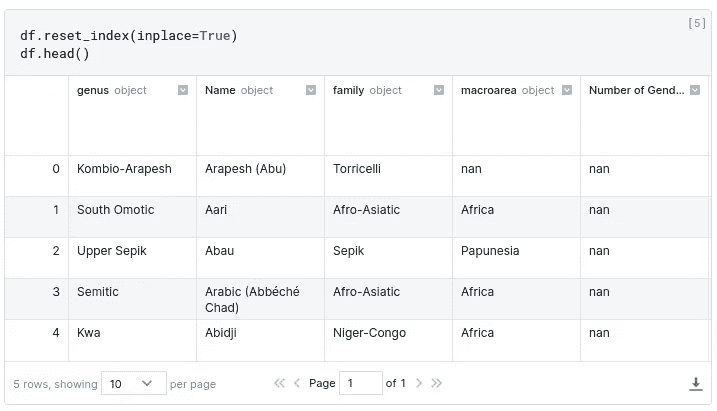 [5]
df.reset_index(inplace=True)
df.head()
genus object Name object family object macroarea object Number of Gend...
0 Kombio-Arapesh Arapesh (Abu) Torricelli nan nan
1 South Omotic Aari Afro-Asiatic Africa nan
2 Upper Sepik Abau Sepik Papunesia nan
3 Semitic Arabic (Abbéché Afro-Asiatic Africa nan
Chad)
4 Kwa Abidji Niger-Congo Africa nan
5 rows, showing 10 per page << < Page 1 of 1 > >>